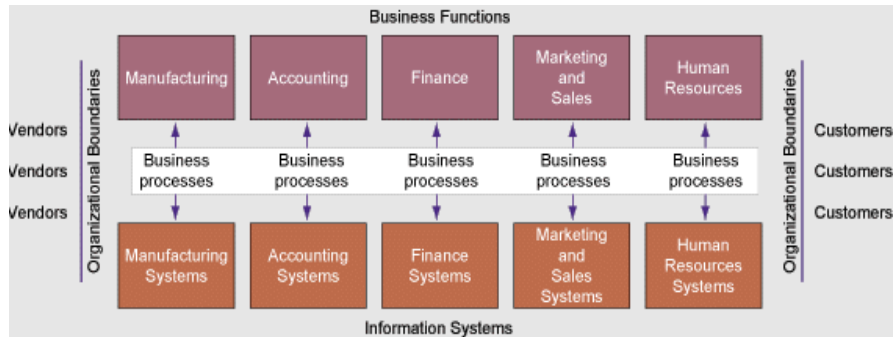 Business Functions
Manufacturing
Accounting
Finance
Marketing
and
Sales
Human
Resources
Organizational Boundaries
Vendors
Vendors
Vendors
Business
processes
Business
processes
Business
processes
Business
processes
Business
processes
Organizational Boundaries
Customers
Customers
Customers
Manufacturing
Systems
Accounting
Systems
Finance
Systems
Marketing
and
Sales
Systems
Human
Resources
Systems
Information Systems